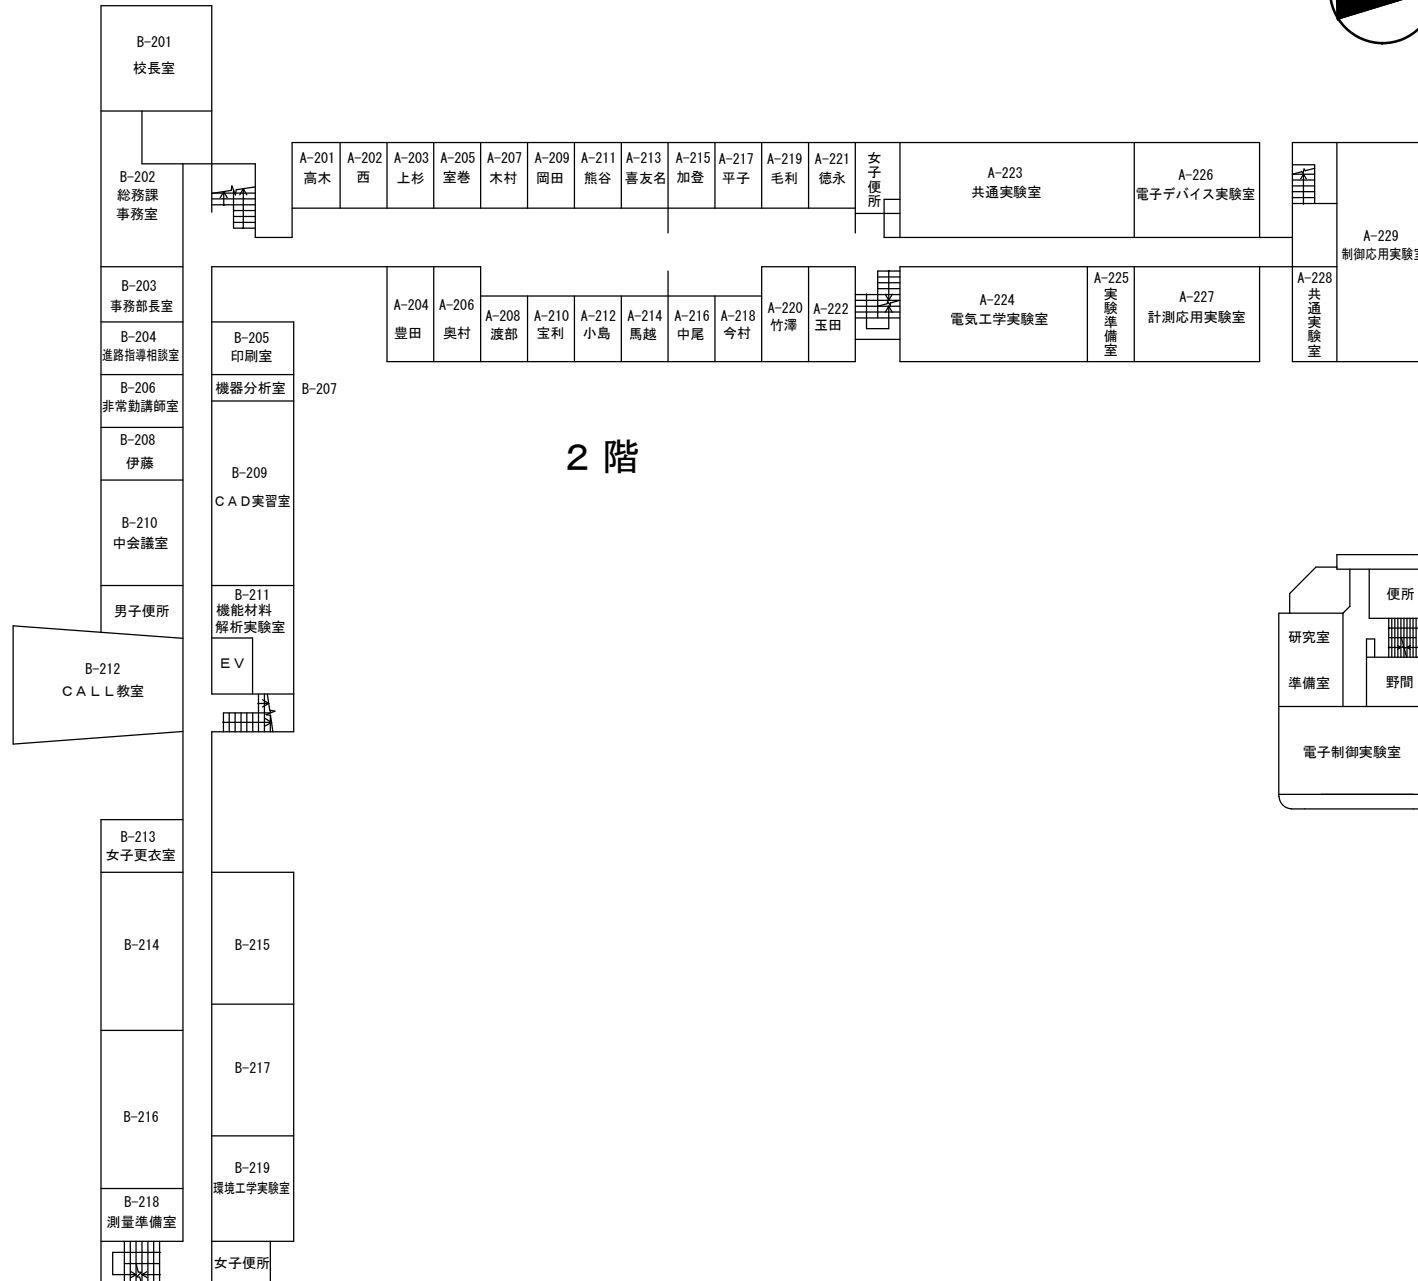 B-201
校長室
B-202
総務課
事務室
B-203
事務部長室
B-204
進路指導相談室
B-205
印刷室
B-206
非常勤講師室
機器分析室
B-207
B-208
伊藤
B-209
ＣＡＤ実習室
B-210
中会議室
男子便所
B-211
機能材料
解析実験室
ＥＶ
B-212
ＣＡＬＬ教室
B-213
女子更衣室
B-214
B-215
B-216
B-217
B-218
測量準備室
B-219
環境工学実験室
女子便所
A-201
高木
A-202
西
A-203
上杉
A-205
室巻
A-207
木村
A-209
岡田
A-211
熊谷
A-213
喜友名
A-215
加登
A-217
平子
A-219
毛利
A-221
徳永
女子便所
A-223
共通実験室
A-226
電子デバイス実験室
A-229
制御応用実験室
A-204
豊田
A-206
奥村
A-208
渡部
A-210
宝利
A-212
小島
A-214
馬越
A-216
中尾
A-218
今村
A-220
竹澤
A-222
玉田
A-224
電気工学実験室
A-225
実験準備室
A-227
計測応用実験室
A-228
共通実験室
２階
便所
研究室
準備室
野間
電子制御実験室